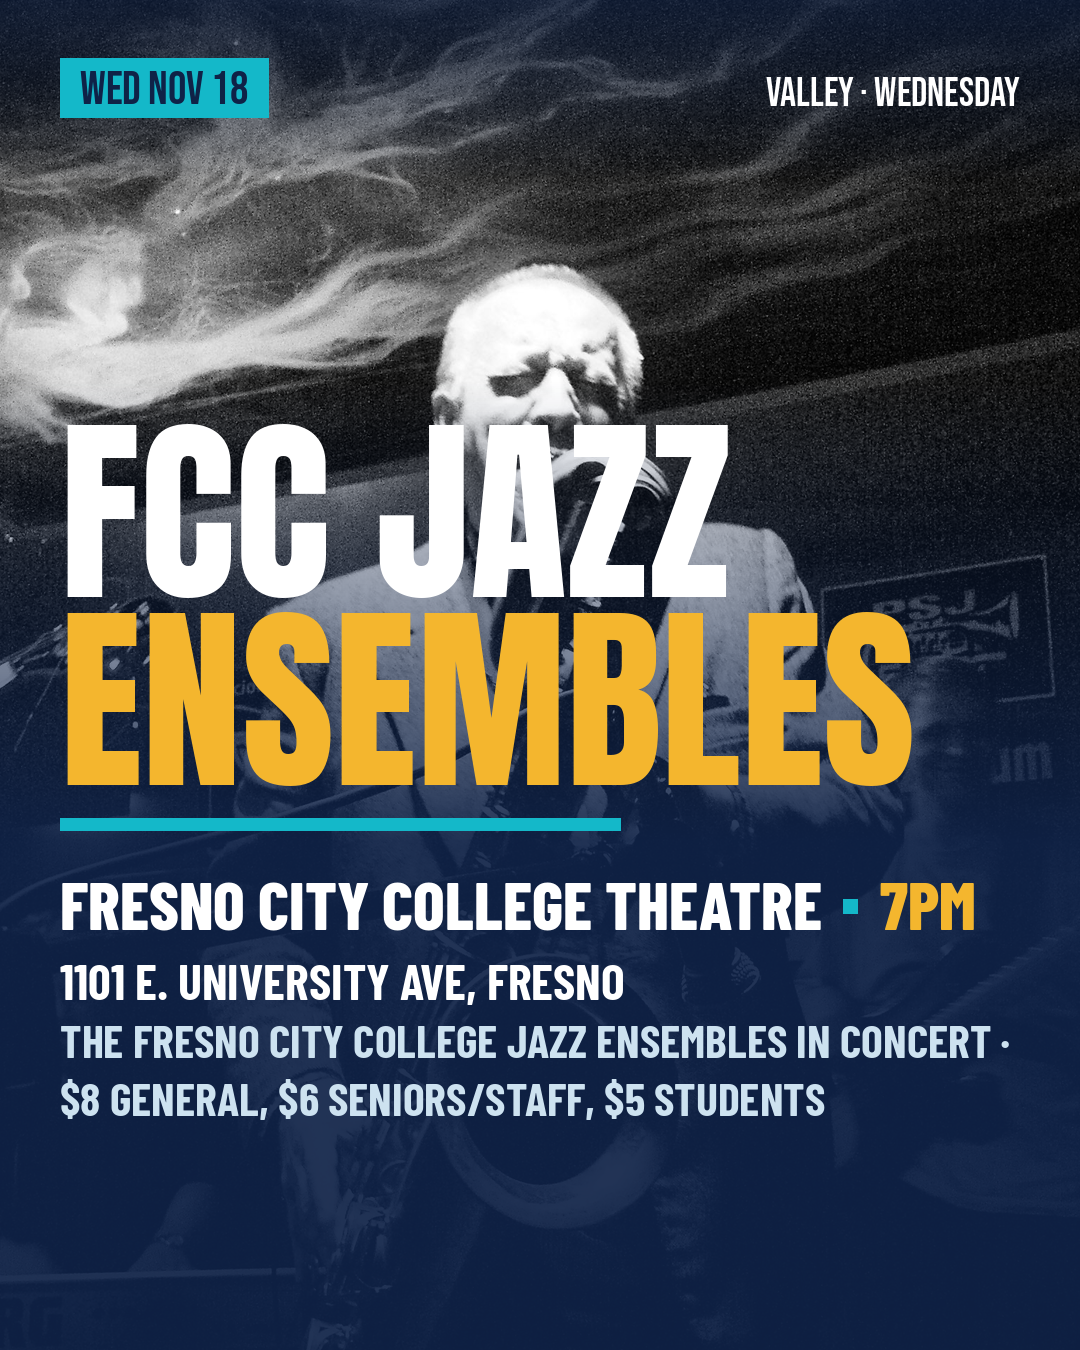 WED NOV 18
VALLEY · WEDNESDAY
FCC JAZZ
ENSEMBLES
PSJ
FRESNO CITY COLLEGE THEATRE ▪ 7PM
1101 E. UNIVERSITY AVE, FRESNO
THE FRESNO CITY COLLEGE JAZZ ENSEMBLES IN CONCERT ·
$8 GENERAL, $6 SENIORS/STAFF, $5 STUDENTS